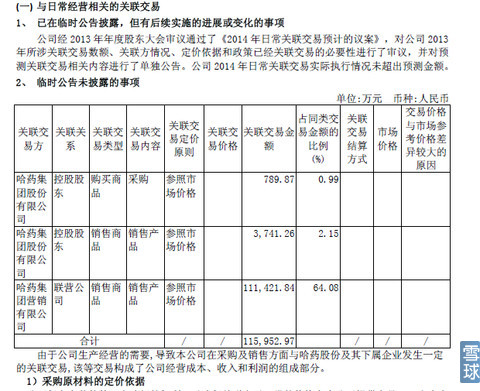 (一) 与日常经营相关的关联交易
1、 已在临时公告披露，但有后续实施的进展或变化的事项
公司经 2013 年年度股东大会审议通过了《2014 年日常关联交易预计的议案》，对公司 2013
年所涉关联交易数额、关联方情况、定价依据和政策已经关联交易的必要性进行了审议，并对预
测关联交易相关内容进行了单独公告。公司 2014 年日常关联交易实际执行情况未超出预测金额。
2、 临时公告未披露的事项
单位:万元 币种:人民币
关联交易方 关联关系 关联交易类型 关联交易内容 关联交易定价原则 关联交易价格 关联交易金额 占同类交易金额的比例(%) 关联交易结算方式 市场价格 交易价格与市场参考价格差异较大的原因
哈药集团股份有限公司 控股股东 购买商品 采购 参照市场价格 789.87 0.99
哈药集团股份有限公司 控股股东 销售商品 销售产品 参照市场价格 3,741.26 2.15
哈药集团营销有限公司 联营公司 销售商品 销售产品 参照市场价格 111,421.84 64.08
合计 / / 115,952.97 / / /
由于公司生产经营的需要,导致本公司在采购及销售方面与哈药股份及其下属企业发生一定
的关联交易,该等交易构成了公司经营成本、收入和利润的组成部分。
1）采购原材料的定价依据
雪球